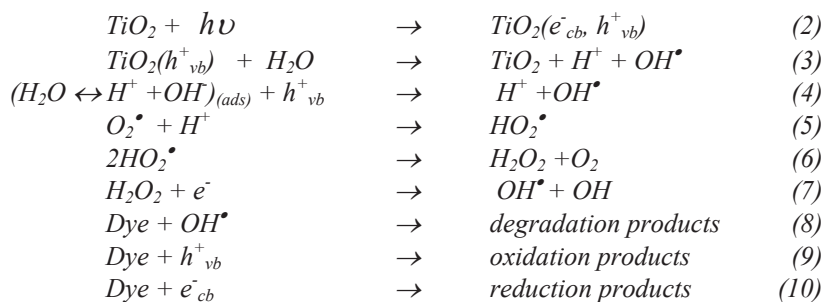 TiO₂ + hυ → TiO₂(e⁻cb, h⁺vb) (2)
TiO₂(h⁺vb) + H₂O → TiO₂ + H⁺ + OH• (3)
(H₂O ↔ H⁺ +OH⁻)(ads) + h⁺vb → H⁺ +OH• (4)
O₂• + H⁺ → HO₂• (5)
2HO₂• → H₂O₂ +O₂ (6)
H₂O₂ + e⁻ → OH• + OH (7)
Dye + OH• → degradation products (8)
Dye + h⁺vb → oxidation products (9)
Dye + e⁻cb → reduction products (10)